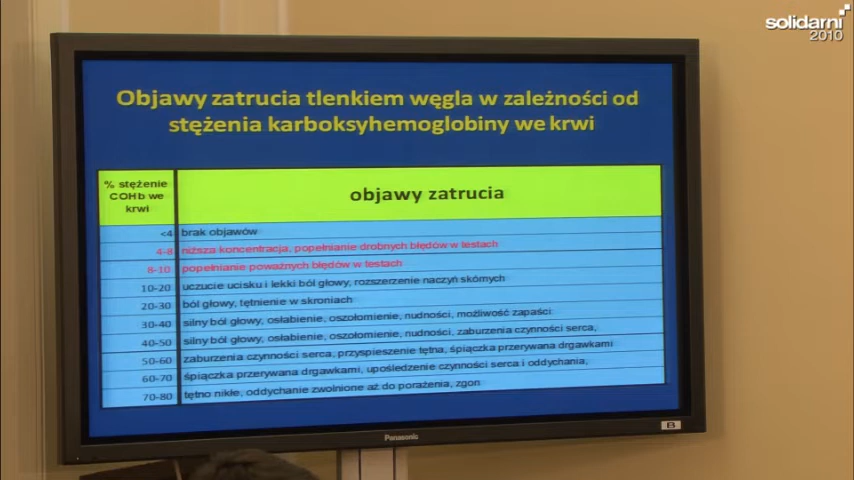 solidarni
2010
Objawy zatrucia tlenkiem węgla w zależności od
stężenia karboksyhemoglobiny we krwi
% stężenie
COHb we
krwi
objawy zatrucia
<4 brak objawów
4-8 niższa koncentracja, popełnianie drobnych błędów w testach
8-10 popełnianie poważnych błędów w testach
10-20 uczucie ucisku i lekki ból głowy, rozszerzenie naczyń skórnych
20-30 ból głowy, tętnienie w skroniach
30-40 silny ból głowy, osłabienie, oszołomienie, nudności, możliwość zapaści
40-50 silny ból głowy, osłabienie, oszołomienie, nudności, zaburzenia czynności serca,
50-60 zaburzenia czynności serca, przyspieszenie tętna, śpiączka przerywana drgawkami
60-70 śpiączka przerywana drgawkami, upośledzenie czynności serca i oddychania,
70-80 tętno nikłe, oddychanie zwolnione aż do porażenia, zgon
Panasonic
B